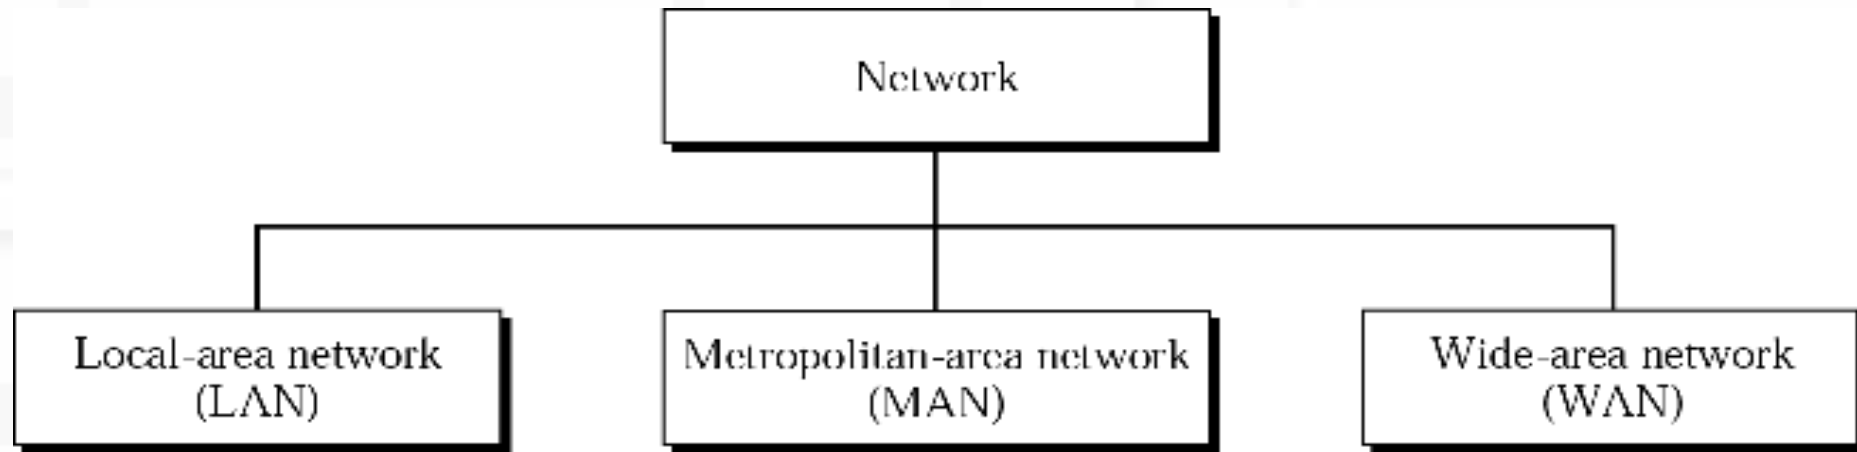 Network
Local-area network
(LAN)
Metropolitan-area network
(MAN)
Wide-area network
(WAN)